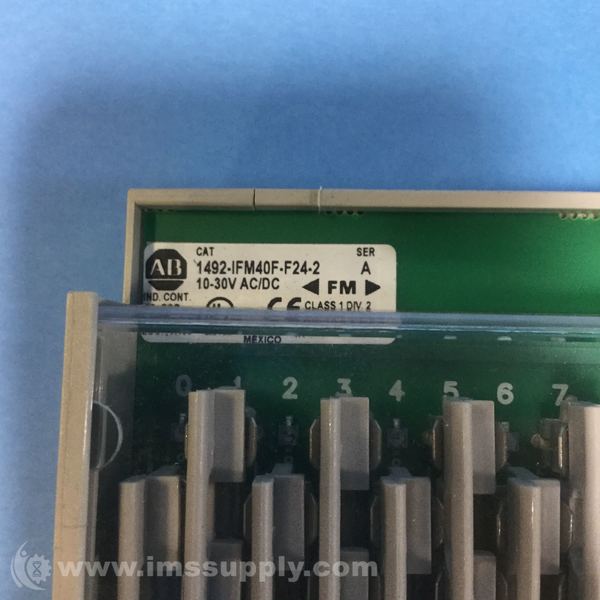 CAT SER
AB 1492-IFM40F-F24-2 A
10-30V AC/DC FM
IND. CONT. CLASS 1 DIV 2
MEXICO
0 1 2 3 4 5 6 7
www.imssupply.com